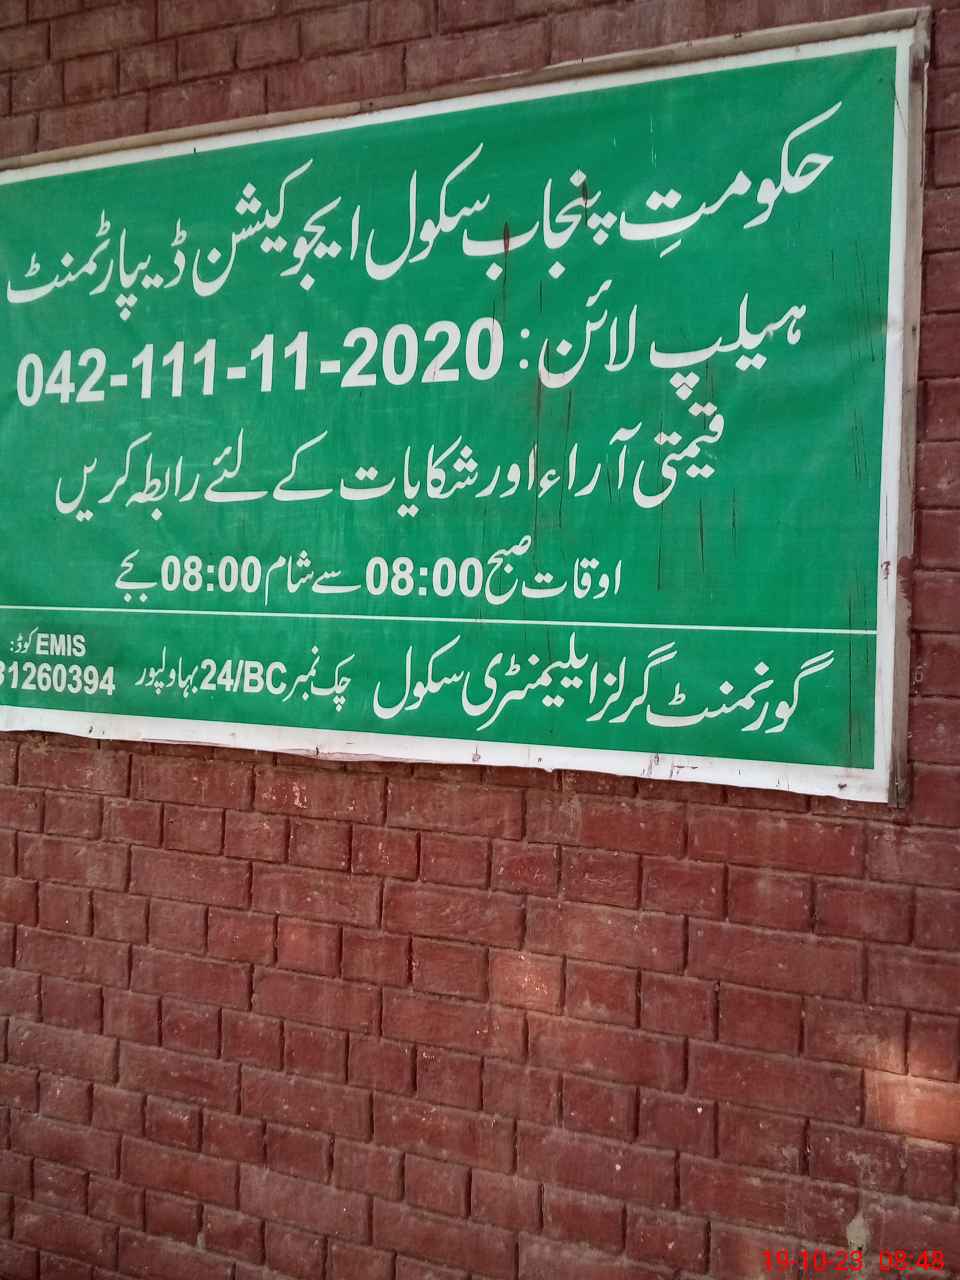 حکومتِ پنجاب سکول ایجوکیشن ڈیپارٹمنٹ
ہیلپ لائن: 042-111-11-2020
قیمتی آراء اور شکایات کے لئے رابطہ کریں
اوقات صبح 08:00 سے شام 08:00 بجے
گورنمنٹ گرلز ایلیمنٹری سکول چک نمبر 24/BC بہاولپور
EMIS کوڈ:
31260394
19-10-23 08:48